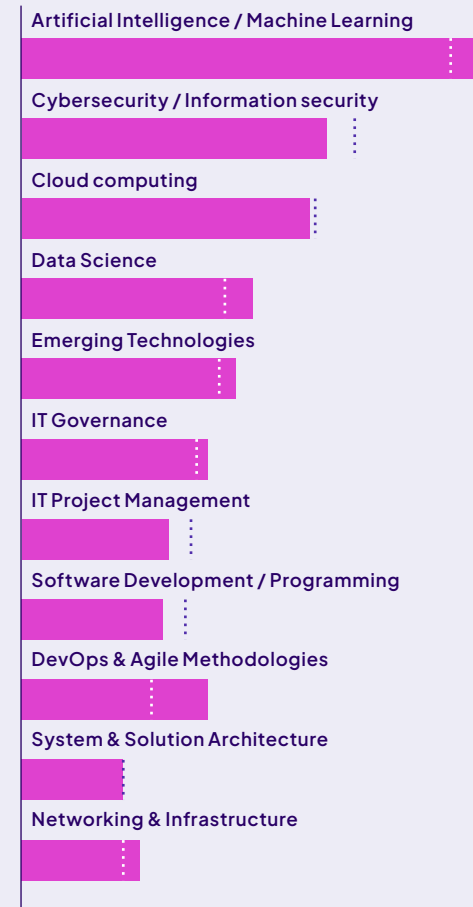 Artificial Intelligence / Machine Learning
Cybersecurity / Information security
Cloud computing
Data Science
Emerging Technologies
IT Governance
IT Project Management
Software Development / Programming
DevOps & Agile Methodologies
System & Solution Architecture
Networking & Infrastructure